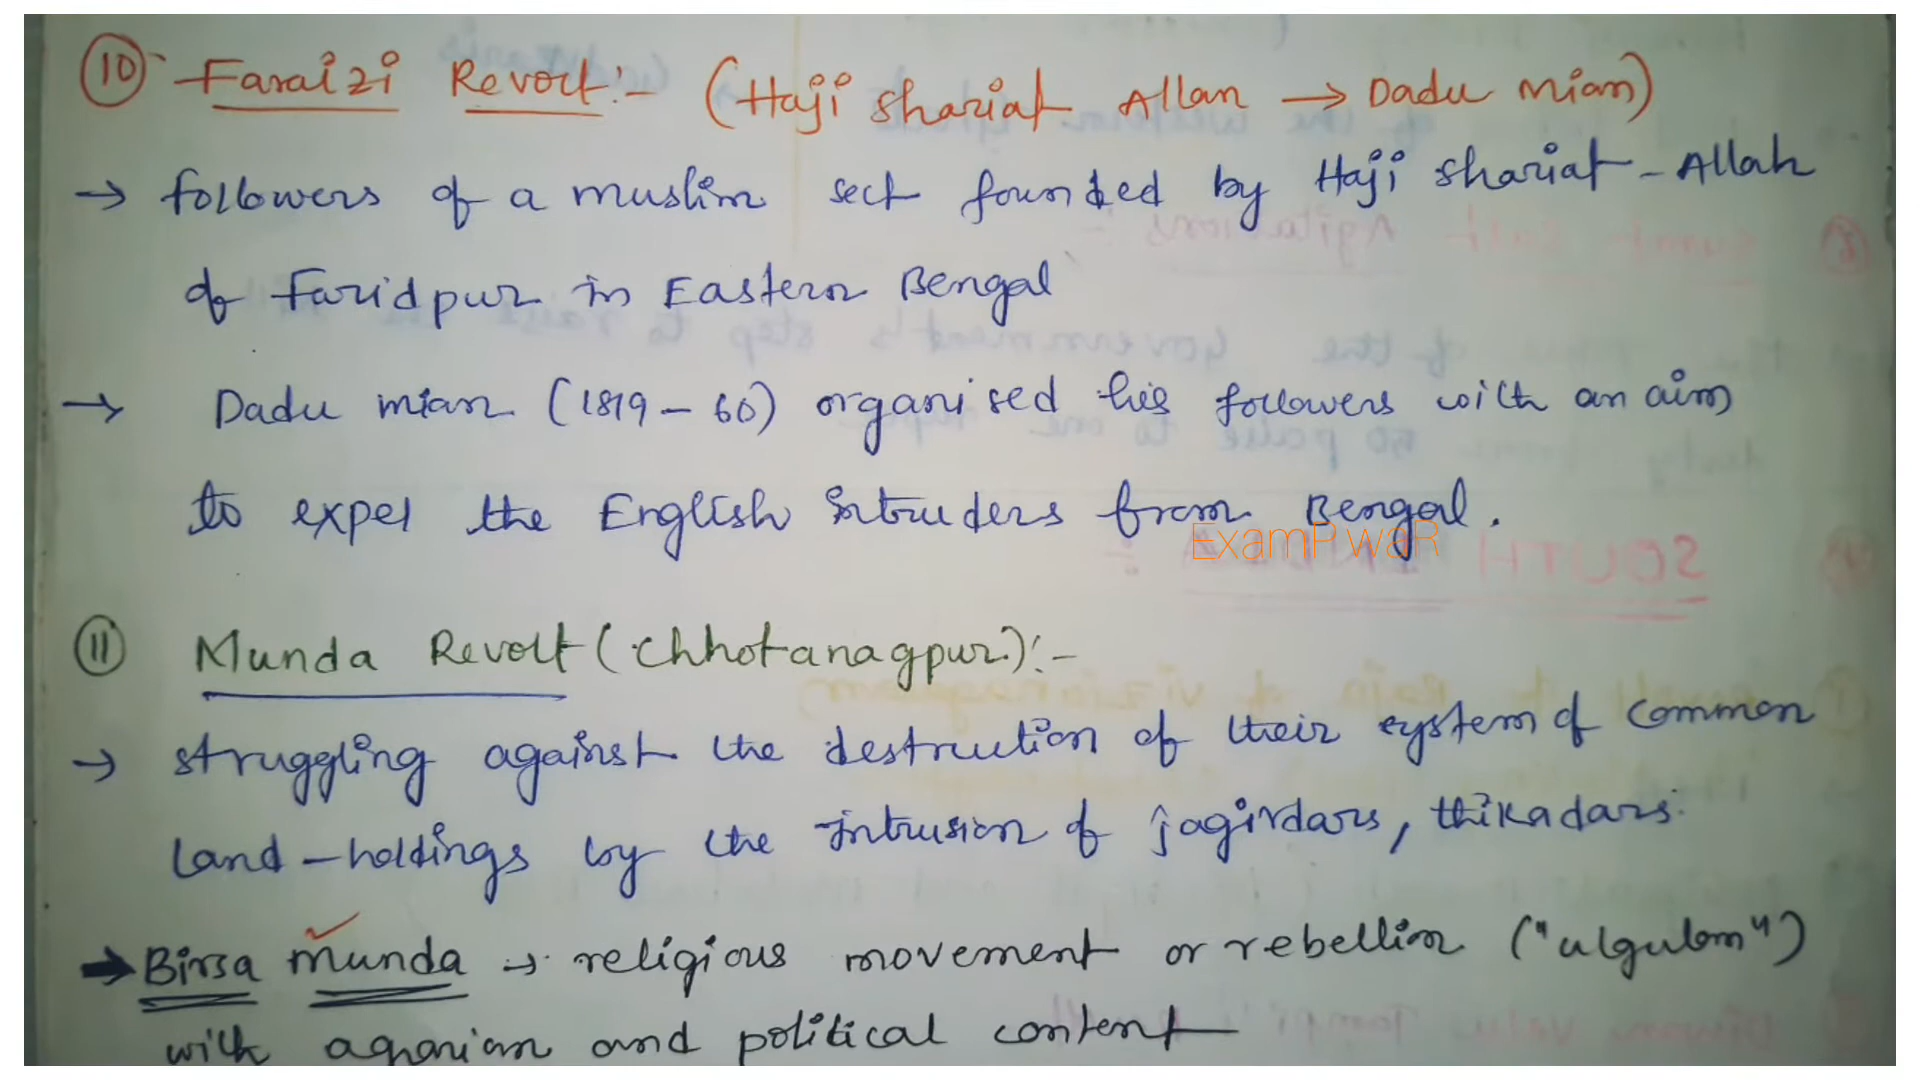 10 Faraizi Revolt:- (Haji shariat Allah → Dadu mian)
→ followers of a muslim sect founded by Haji shariat-Allah
of Faridpur in Eastern Bengal
→ Dadu mian (1819-60) organised his followers with an aim
to expel the English intruders from Bengal.
ExamPwaR
11 Munda Revolt (Chhotanagpur):-
→ struggling against the destruction of their system of common
land-holdings by the intrusion of jagirdars, thikadars.
→ Birsa Munda → religious movement or rebellion ("ulgulam")
with agrarian and political content